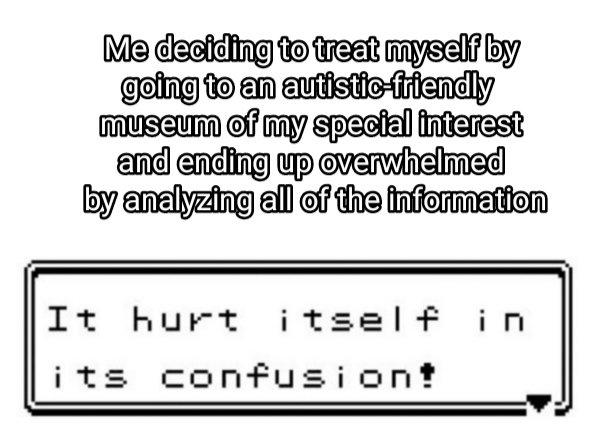 Me deciding to treat myself by
going to an autistic-friendly
museum of my special interest
and ending up overwhelmed
by analyzing all of the information
It hurt itself in
its confusion!